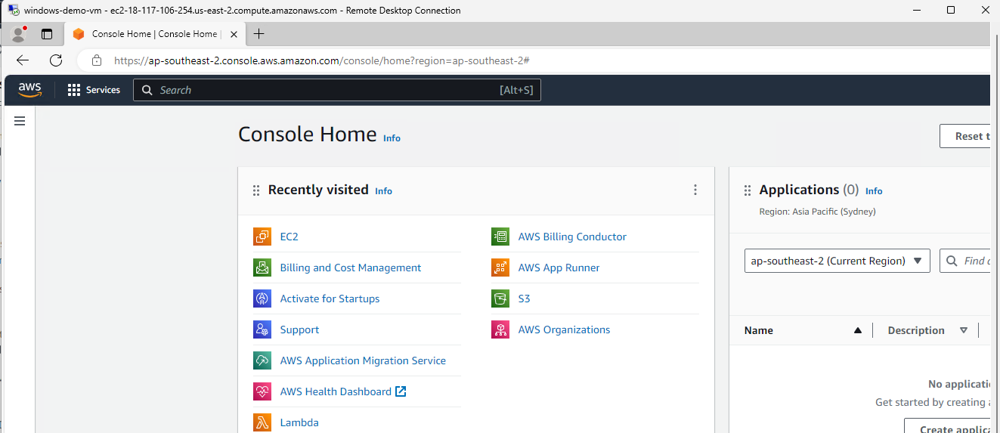 windows-demo-vm - ec2-18-117-106-254.us-east-2.compute.amazonaws.com - Remote Desktop Connection
Console Home | Console Home |
https://ap-southeast-2.console.aws.amazon.com/console/home?region=ap-southeast-2#
aws Services Search [Alt+S]
Console Home Info
Reset t
Recently visited Info
EC2
Billing and Cost Management
Activate for Startups
Support
AWS Application Migration Service
AWS Health Dashboard
Lambda
AWS Billing Conductor
AWS App Runner
S3
AWS Organizations
Applications (0) Info
Region: Asia Pacific (Sydney)
ap-southeast-2 (Current Region)
Find
Name Description
No applicati
Get started by creating a
Create applica